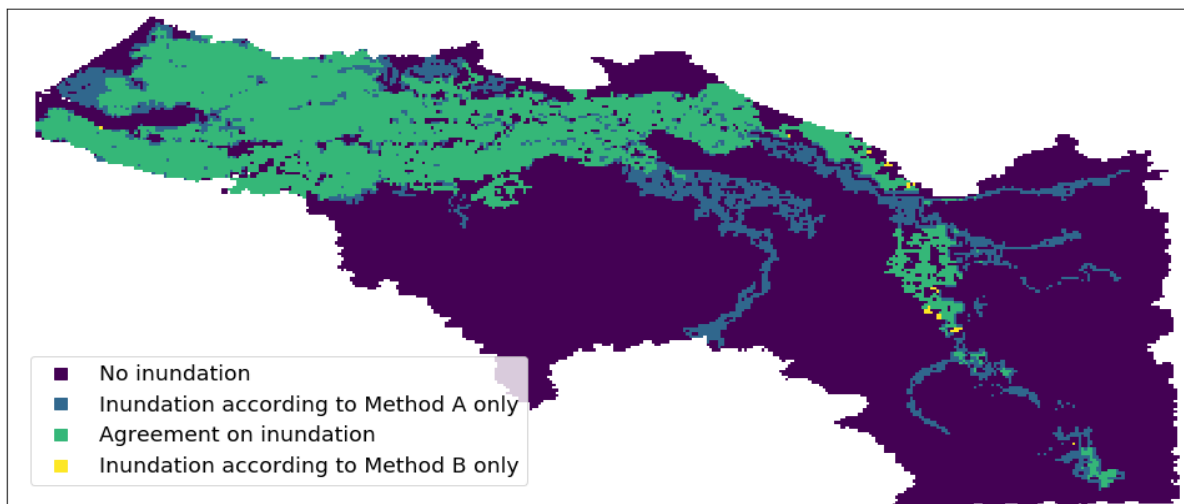 No inundation
Inundation according to Method A only
Agreement on inundation
Inundation according to Method B only